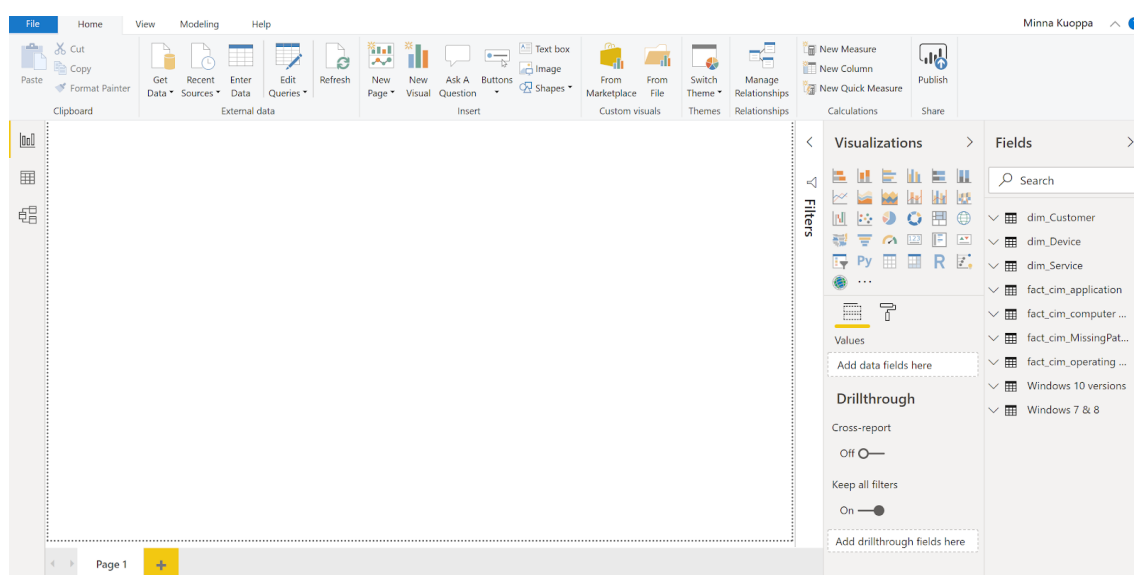 File Home View Modeling Help Minna Kuoppa
Paste
Cut
Copy
Format Painter
Clipboard
Get Data
Recent Sources
Enter Data
Edit Queries
Refresh
External data
New Page
New Visual
Ask A Question
Buttons
Text box
Image
Shapes
Insert
From Marketplace
From File
Custom visuals
Switch Theme
Themes
Manage Relationships
Relationships
New Measure
New Column
New Quick Measure
Calculations
Publish
Share
Filters
Visualizations
123
Py
R
...
Values
Add data fields here
Drillthrough
Cross-report
Off
Keep all filters
On
Add drillthrough fields here
Fields
Search
dim_Customer
dim_Device
dim_Service
fact_cim_application
fact_cim_computer ...
fact_cim_MissingPat...
fact_cim_operating ...
Windows 10 versions
Windows 7 & 8
Page 1
+